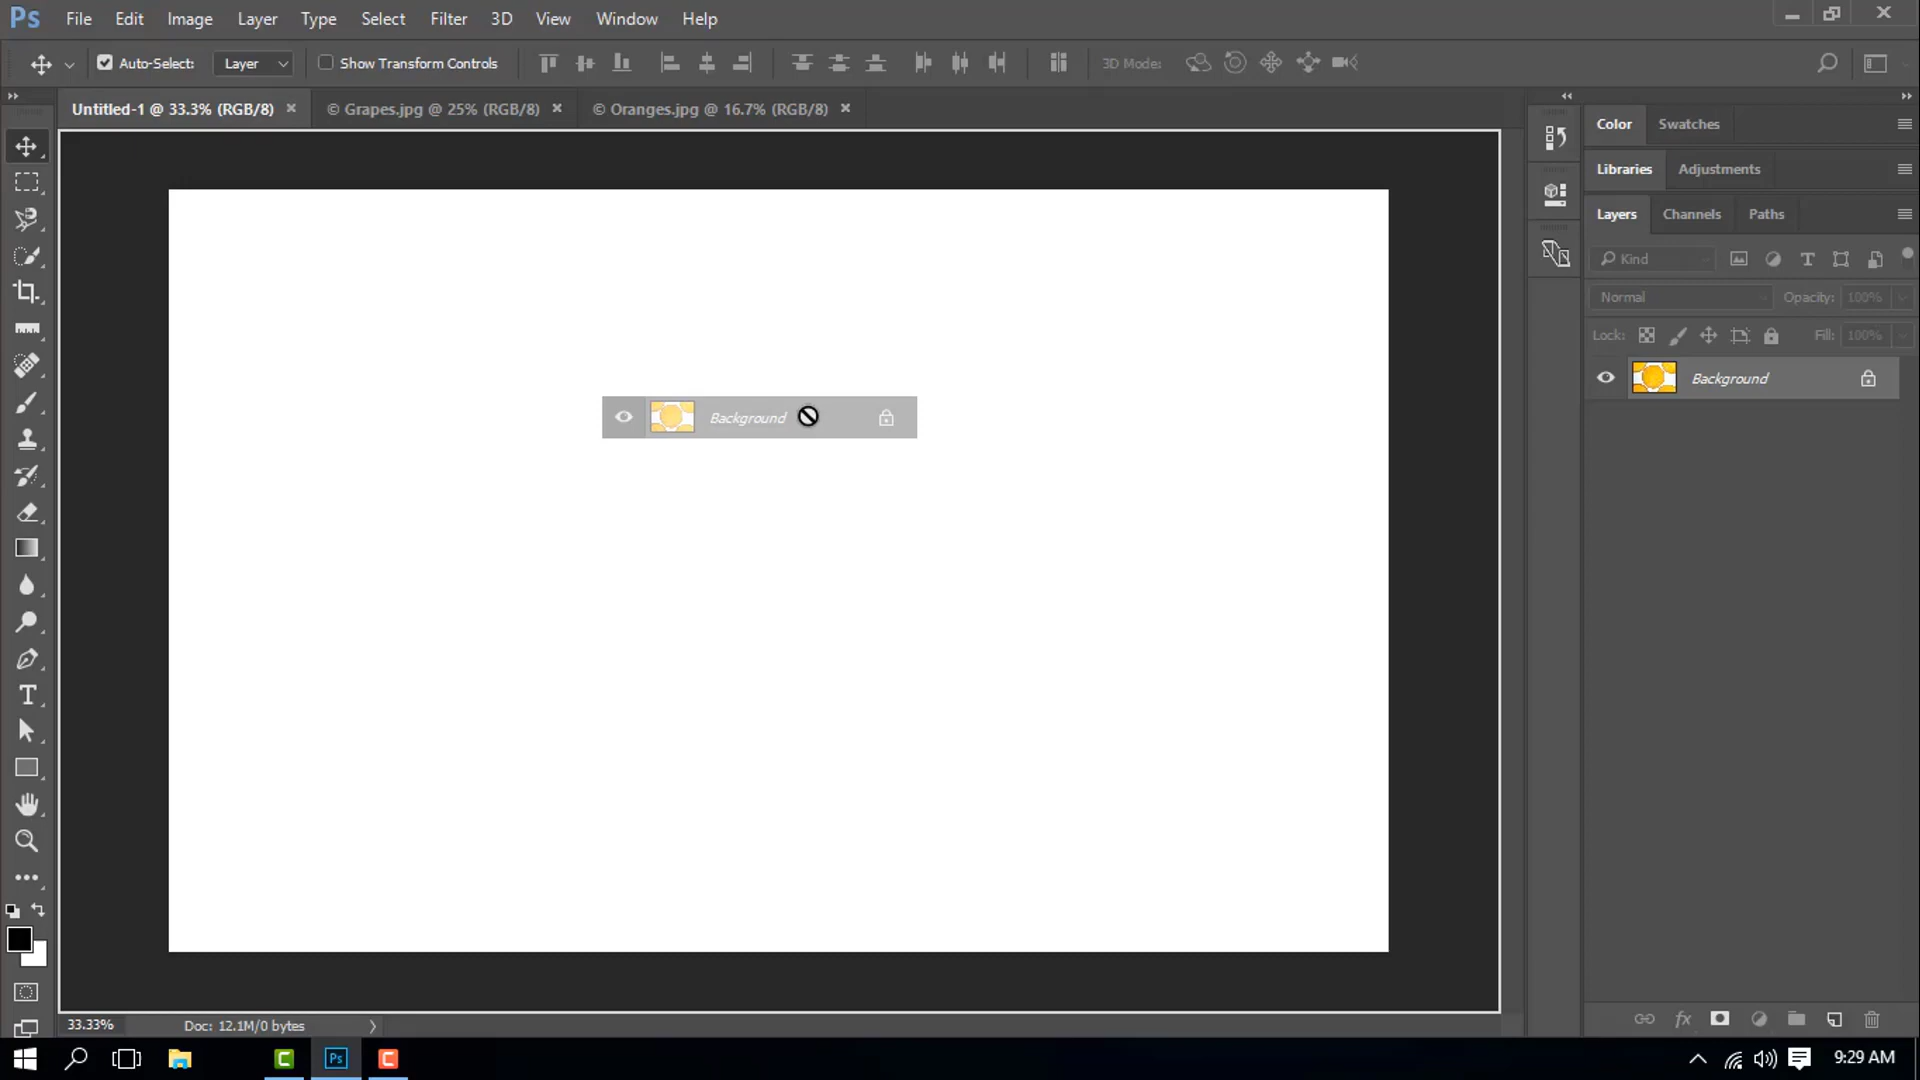 Ps File Edit Image Layer Type Select Filter 3D View Window Help
Auto-Select: Layer Show Transform Controls 3D Mode:
Untitled-1 @ 33.3% (RGB/8) × © Grapes.jpg @ 25% (RGB/8) × © Oranges.jpg @ 16.7% (RGB/8) ×
Color Swatches
Libraries Adjustments
Layers Channels Paths
Kind
Normal Opacity: 100%
Lock: Fill: 100%
Background
Background
T
T
fx
33.33% Doc: 12.1M/0 bytes
C Ps C 9:29 AM